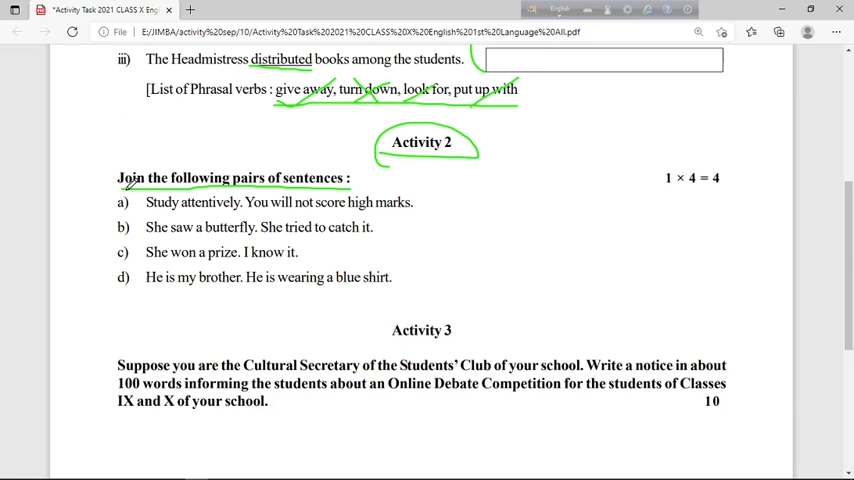 *Activity Task 2021 CLASS X Eng
English
File
E:/JIMBA/activity%20sep/10/Activity%20Task%202021%20CLASS%20X%20English%201st%20Language%20All.pdf
iii) The Headmistress distributed books among the students.
[List of Phrasal verbs : give away, turn down, look for, put up with
Activity 2
Join the following pairs of sentences : 1 × 4 = 4
a) Study attentively. You will not score high marks.
b) She saw a butterfly. She tried to catch it.
c) She won a prize. I know it.
d) He is my brother. He is wearing a blue shirt.
Activity 3
Suppose you are the Cultural Secretary of the Students' Club of your school. Write a notice in about
100 words informing the students about an Online Debate Competition for the students of Classes
IX and X of your school. 10